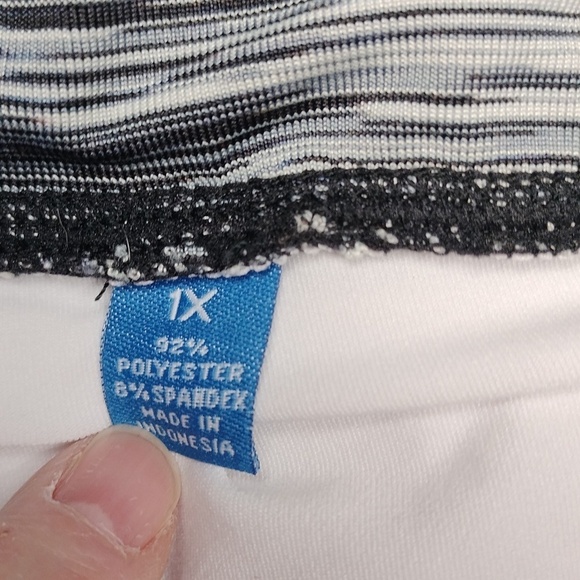 1X
92%
POLYESTER
8% SPANDEX
MADE IN
INDONESIA